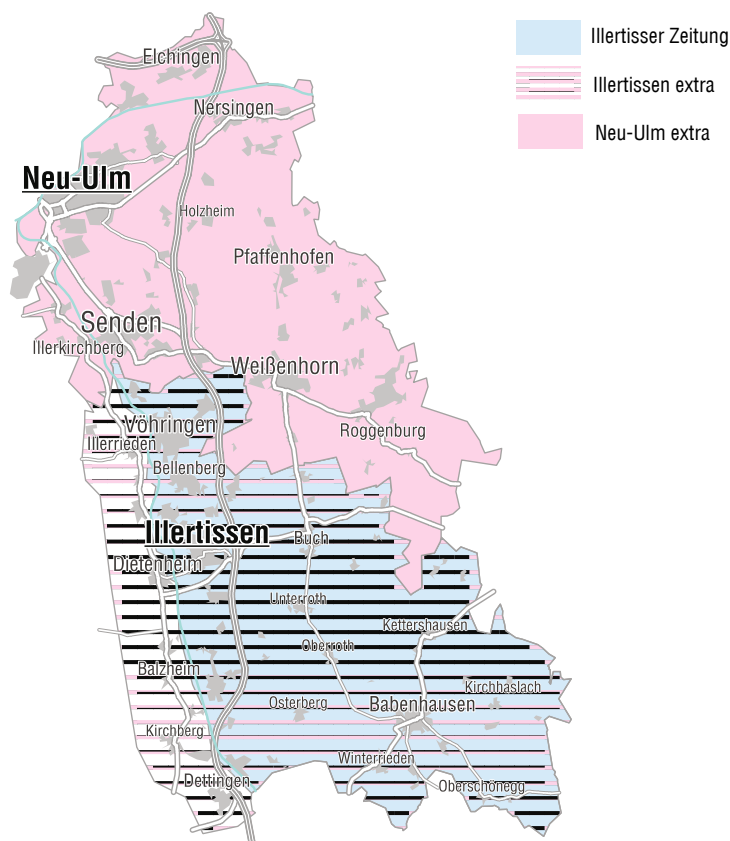 Illertisser Zeitung
Illertissen extra
Neu-Ulm extra
Elchingen
Nersingen
Neu-Ulm
Holzheim
Pfaffenhofen
Senden
Illerkirchberg
Weißenhorn
Vöhringen
Roggenburg
Illerrieden
Bellenberg
Illertissen
Buch
Dietenheim
Unterroth
Kettershausen
Oberroth
Balzheim
Kirchhaslach
Osterberg
Babenhausen
Kirchberg
Winterrieden
Dettingen
Oberschönegg